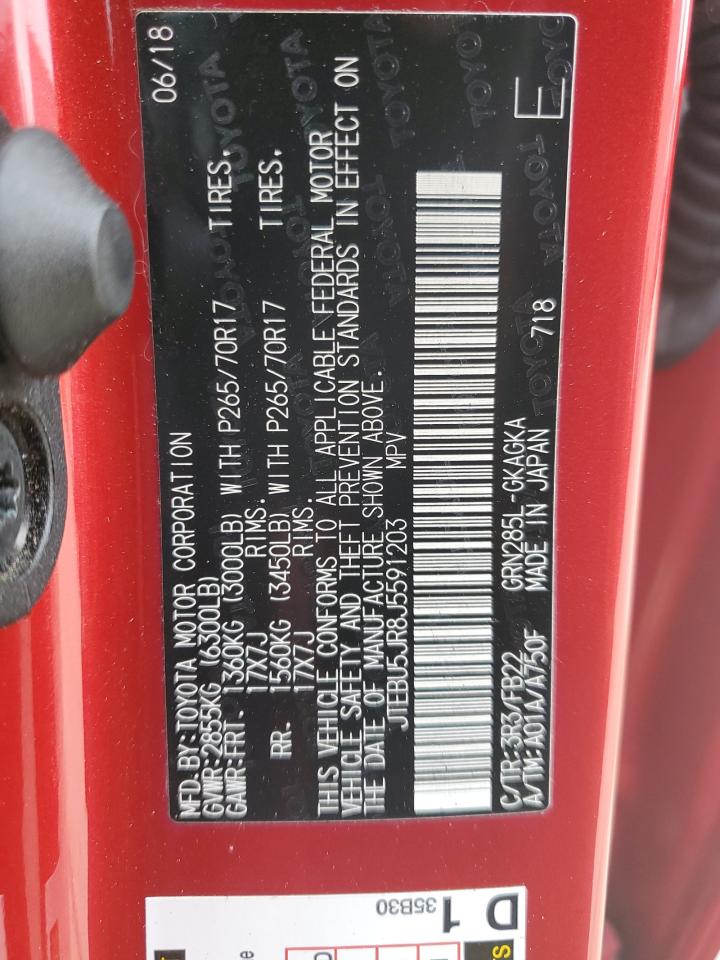 MFD.BY:TOYOTA MOTOR CORPORATION 06/18
GVWR:2855KG (6300LB)
GAWR:FRT. 1360KG (3000LB) WITH P265/70R17 TIRES,
17X7J RIMS.
RR. 1560KG (3450LB) WITH P265/70R17 TIRES,
17X7J RIMS.
THIS VEHICLE CONFORMS TO ALL APPLICABLE FEDERAL MOTOR
VEHICLE SAFETY AND THEFT PREVENTION STANDARDS IN EFFECT ON
THE DATE OF MANUFACTURE SHOWN ABOVE.
JTEBU5JR8J5591203 MPV
C/TR:3R3/FB22 GRN285L-GKAGKA
A/TM:A01A/A750F MADE IN JAPAN 718 E
TOYOTA
D 1
35B30